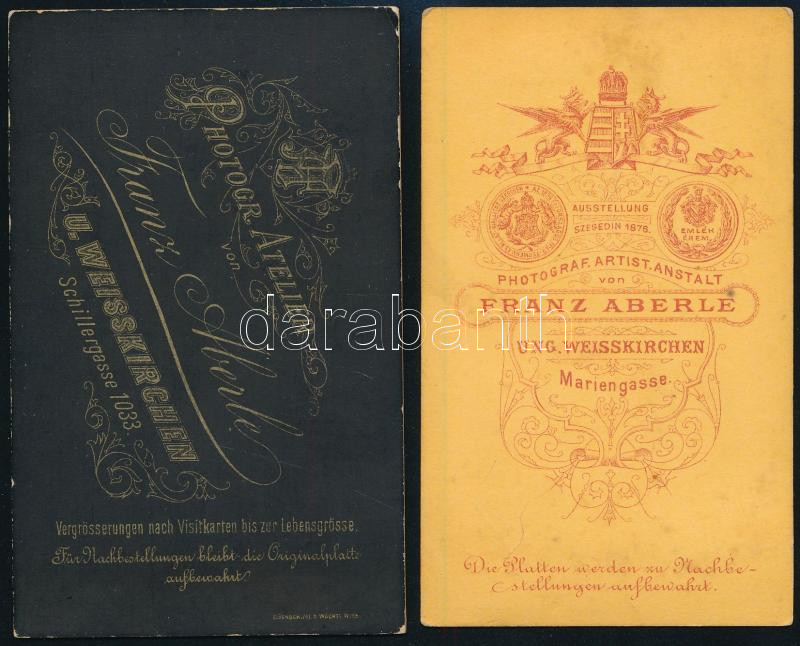 PHOTOGR. ATELIER
von
Franz Aberle
U. WEISSKIRCHEN
Schillergasse 1033.
Vergrösserungen nach Visitkarten bis zur Lebensgrösse.
Für Nachbestellungen bleibt die Originalplatte
aufbewahrt.
AUSSTELLUNG
SZEGEDIN 1876.
EMLÉK
ÉREM.
PHOTOGRAF. ARTIST. ANSTALT
von
FRANZ ABERLE
UNG. WEISSKIRCHEN
Mariengasse.
Die Platten werden zu Nachbe-
stellungen aufbewahrt.
darabanth